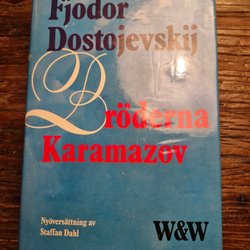 Fjodor
Dostojevskij
Bröderna
Karamazov
Nyöversättning av
Staffan Dahl
W&W